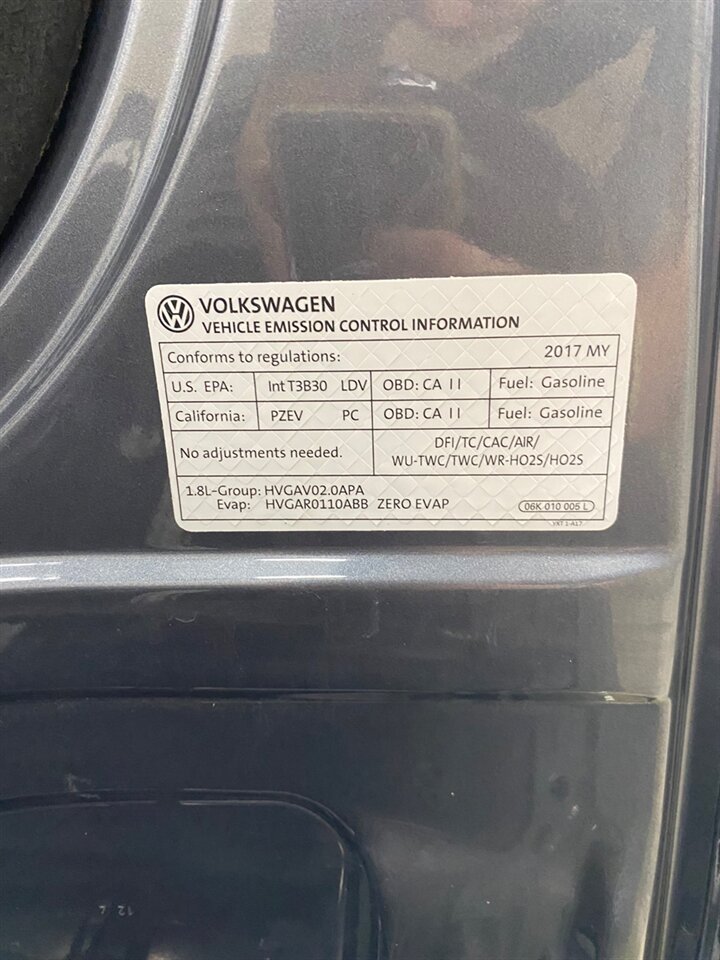 VOLKSWAGEN
VEHICLE EMISSION CONTROL INFORMATION
Conforms to regulations: 2017 MY
U.S. EPA: Int T3B30 LDV OBD: CA II Fuel: Gasoline
California: PZEV PC OBD: CA II Fuel: Gasoline
No adjustments needed. DFI/TC/CAC/AIR/
WU-TWC/TWC/WR-HO2S/HO2S
1.8L-Group: HVGAV02.0APA
Evap: HVGAR0110ABB ZERO EVAP 06K 010 005 L